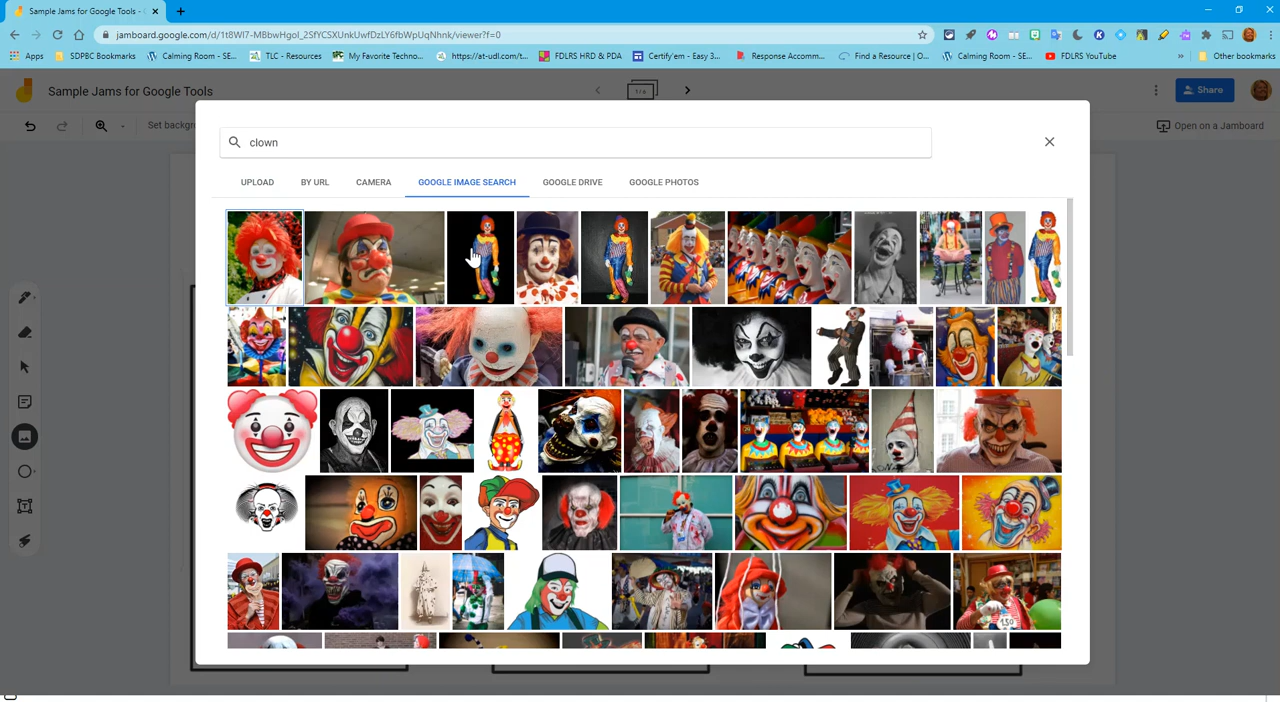 Sample Jams for Google Tools -
jamboard.google.com/d/1t8WI7-MBbwHgoI_2SfYCSXUnkUwfDzLY6fbWpUqNhnk/viewer?f=0
Apps SDPBC Bookmarks Calming Room - SE... TLC - Resources My Favorite Techno... https://at-udl.com/t... FDLRS HRD & PDA Certify'em - Easy 3... Response Accomm... Find a Resource | O... Calming Room - SE... FDLRS YouTube » Other bookmarks
Sample Jams for Google Tools
Share
Set backgr
Open on a Jamboard
clown
UPLOAD BY URL CAMERA GOOGLE IMAGE SEARCH GOOGLE DRIVE GOOGLE PHOTOS